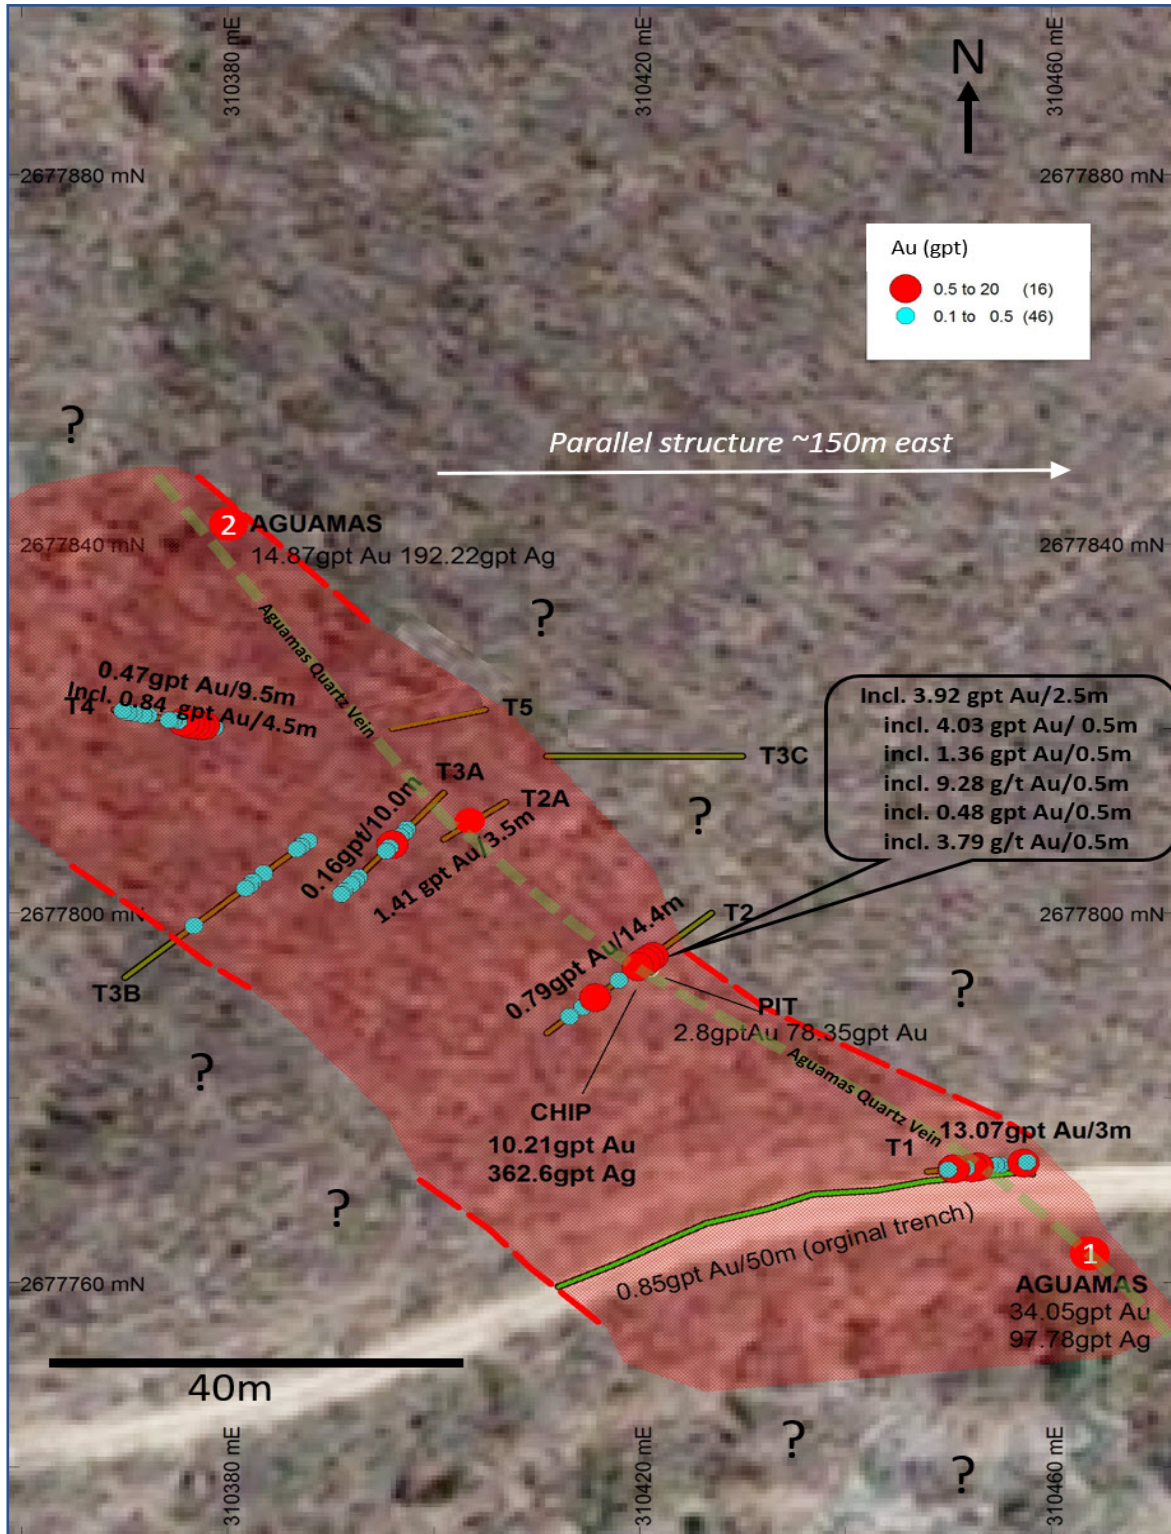 310380 mE
310420 mE
310460 mE
N
2677880 mN
2677880 mN
Au (gpt)
0.5 to 20 (16)
0.1 to 0.5 (46)
?
Parallel structure ~150m east
2
AGUAMAS
14.87gpt Au 192.22gpt Ag
2677840 mN
2677840 mN
?
Aguamas Quartz Vein
0.47gpt Au/9.5m
Incl. 0.84 gpt Au/4.5m
T4
T5
T3C
Incl. 3.92 gpt Au/2.5m
incl. 4.03 gpt Au/ 0.5m
incl. 1.36 gpt Au/0.5m
incl. 9.28 g/t Au/0.5m
incl. 0.48 gpt Au/0.5m
incl. 3.79 g/t Au/0.5m
T3A
T2A
?
0.16gpt/10.0m
1.41 gpt Au/3.5m
2677800 mN
2677800 mN
T2
0.79gpt Au/14.4m
T3B
?
PIT
2.8gptAu 78.35gpt Au
?
Aguamas Quartz Vein
CHIP
10.21gpt Au
362.6gpt Ag
13.07gpt Au/3m
T1
?
0.85gpt Au/50m (orginal trench)
1
2677760 mN
AGUAMAS
34.05gpt Au
97.78gpt Ag
40m
?
?
310380 mE
310420 mE
310460 mE